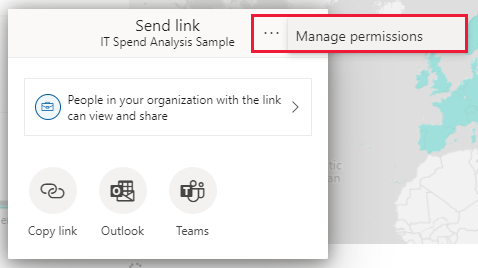 Send link
IT Spend Analysis Sample
... Manage permissions
People in your organization with the link
can view and share
Copy link
Outlook
Teams